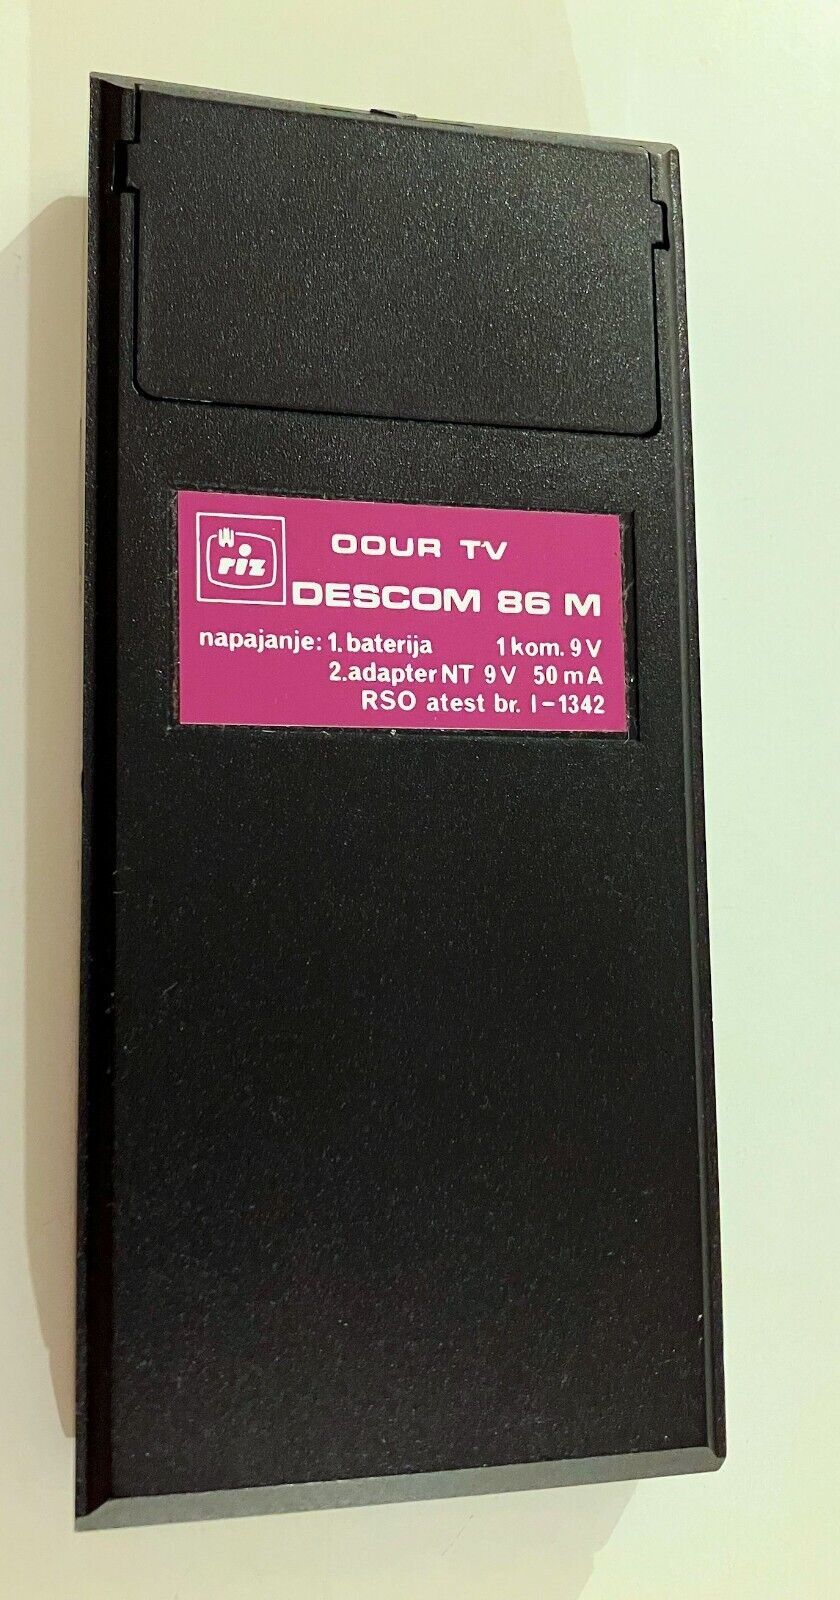 riz
OOUR TV
DESCOM 86 M
napajanje: 1. baterija 1 kom. 9 V
2. adapter NT 9 V 50 mA
RSO atest br. I-1342